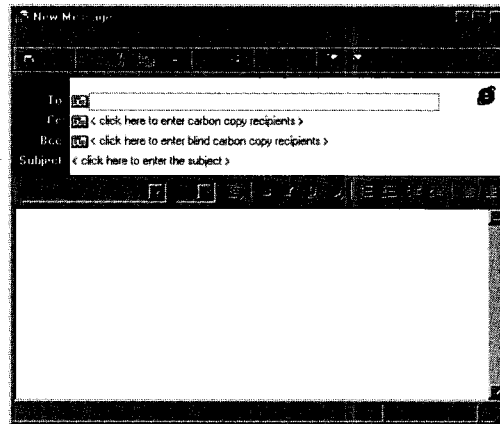 New Message
To
Cc < click here to enter carbon copy recipients >
Bcc < click here to enter blind carbon copy recipients >
Subject < click here to enter the subject >